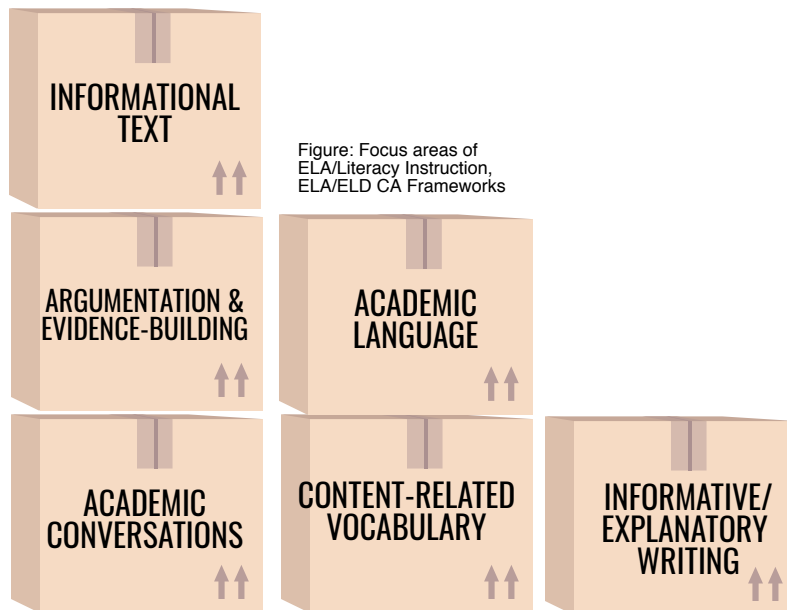 INFORMATIONAL
TEXT
Figure: Focus areas of
ELA/Literacy Instruction,
ELA/ELD CA Frameworks
ARGUMENTATION &
EVIDENCE-BUILDING
ACADEMIC
LANGUAGE
ACADEMIC
CONVERSATIONS
CONTENT-RELATED
VOCABULARY
INFORMATIVE/
EXPLANATORY
WRITING